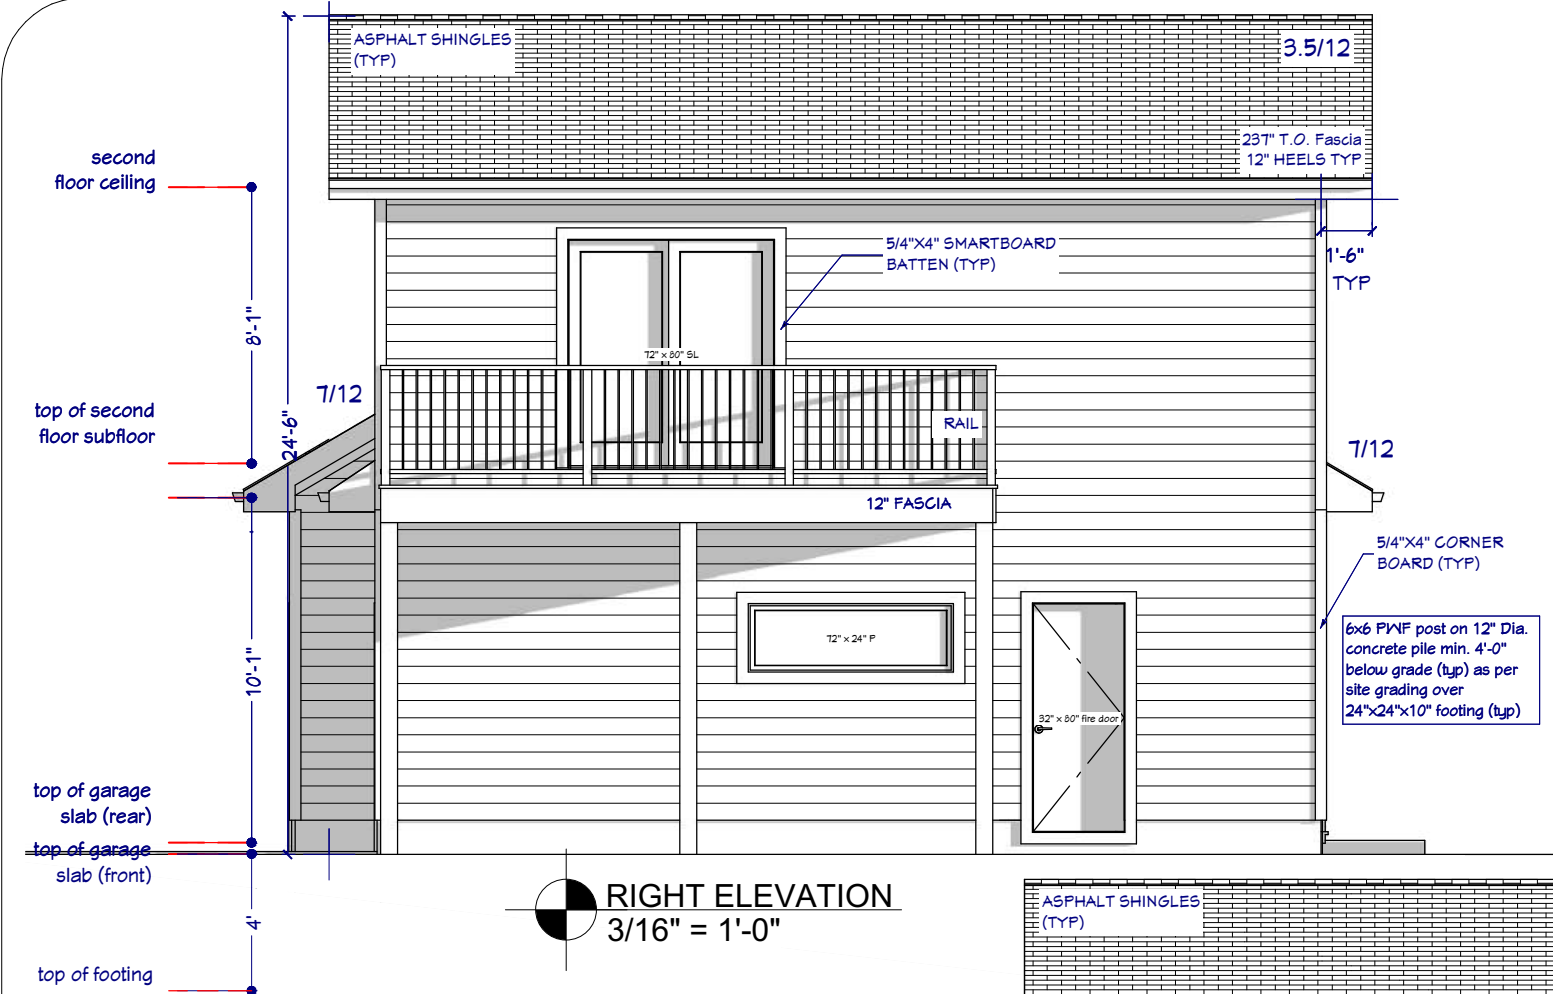 ASPHALT SHINGLES
(TYP)
3.5/12
237" T.O. Fascia
12" HEELS TYP
second
floor ceiling
5/4"X4" SMARTBOARD
BATTEN (TYP)
1'-6"
TYP
8'-1"
72" x 80" SL
7/12
24'-6"
top of second
floor subfloor
RAIL
7/12
12" FASCIA
5/4"X4" CORNER
BOARD (TYP)
6x6 PWF post on 12" Dia.
concrete pile min. 4'-0"
below grade (typ) as per
site grading over
24"x24"x10" footing (typ)
72" x 24" P
10'-1"
32" x 80" fire door
top of garage
slab (rear)
top of garage
slab (front)
4'
top of footing
RIGHT ELEVATION
3/16" = 1'-0"
ASPHALT SHINGLES
(TYP)